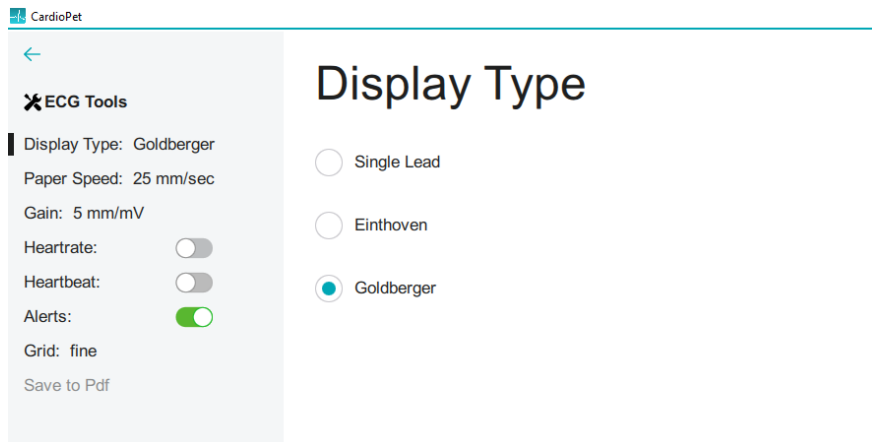 CardioPet
ECG Tools
Display Type: Goldberger
Paper Speed: 25 mm/sec
Gain: 5 mm/mV
Heartrate:
Heartbeat:
Alerts:
Grid: fine
Save to Pdf
Display Type
Single Lead
Einthoven
Goldberger